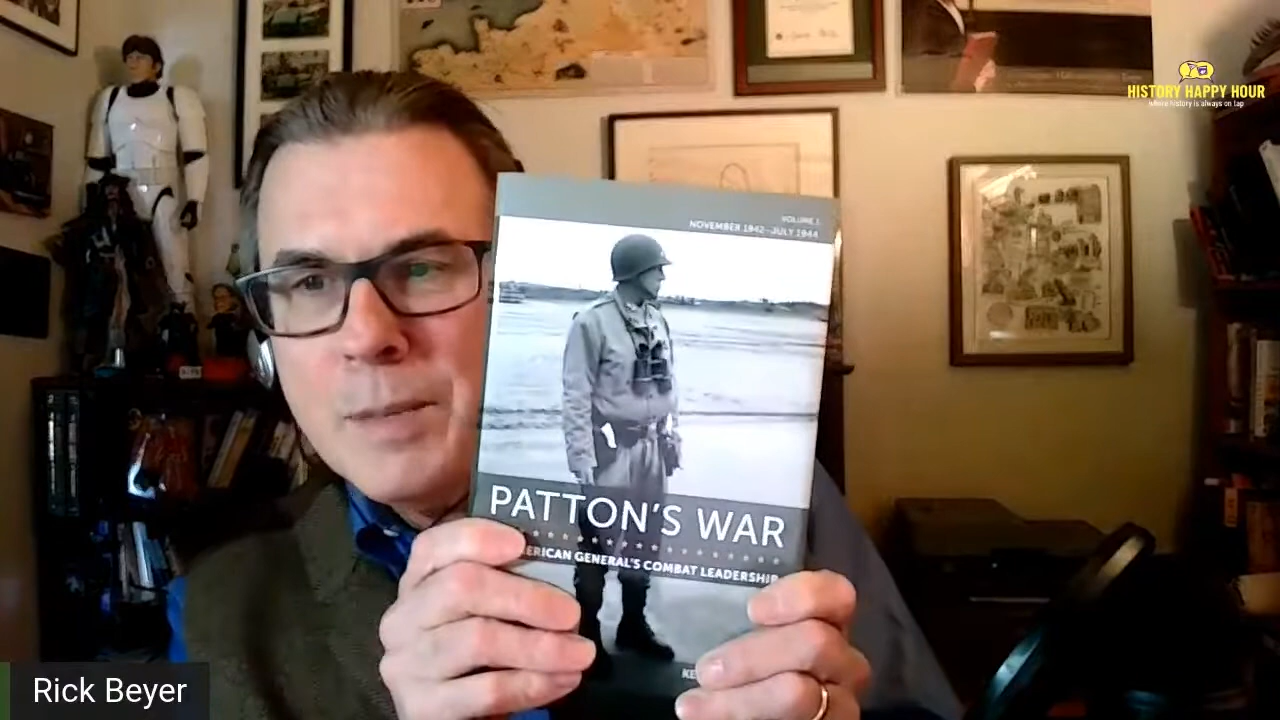 HISTORY HAPPY HOUR
where history is always on tap
VOLUME 1
NOVEMBER 1942–JULY 1944
PATTON'S WAR
ERICAN GENERAL'S COMBAT LEADERSHIP
KE
Rick Beyer